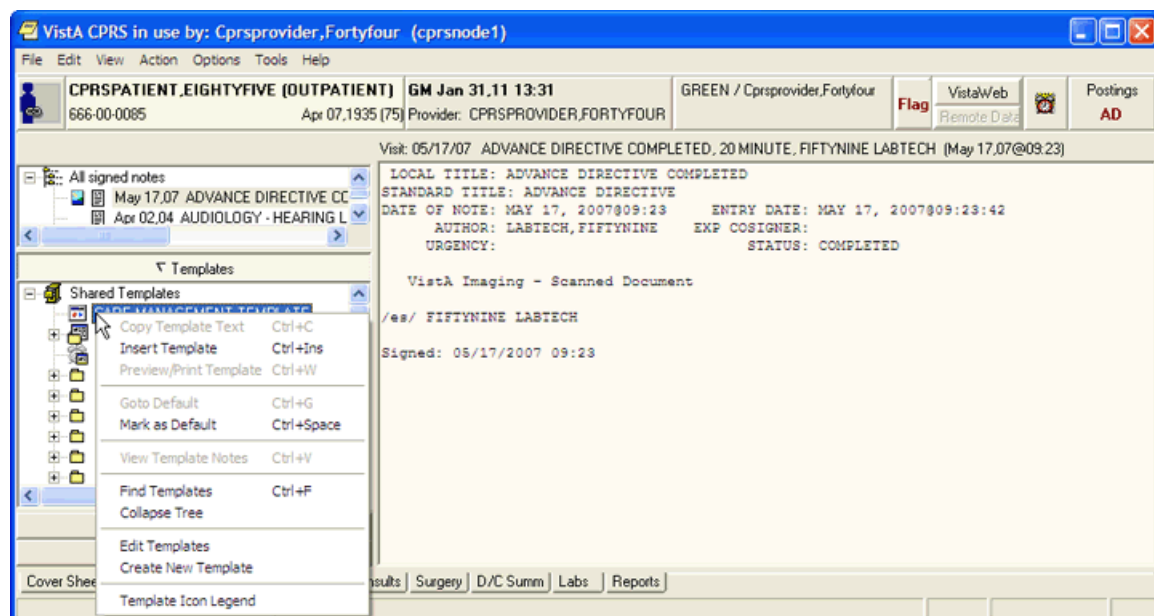 VistA CPRS in use by: Cprsprovider,Fortyfour (cprsnode1)
File Edit View Action Options Tools Help
CPRSPATIENT,EIGHTYFIVE (OUTPATIENT) GM Jan 31,11 13:31 GREEN / Cprsprovider,Fortyfour Flag VistaWeb Postings
666-00-0085 Apr 07,1935 (75) Provider: CPRSPROVIDER,FORTYFOUR Remote Data AD
Visit: 05/17/07 ADVANCE DIRECTIVE COMPLETED, 20 MINUTE, FIFTYNINE LABTECH (May 17,07@09:23)
All signed notes
May 17,07 ADVANCE DIRECTIVE CC
Apr 02,04 AUDIOLOGY - HEARING L
Templates
Shared Templates
CARE MANAGEMENT TEMPLATE
Copy Template Text Ctrl+C
Insert Template Ctrl+Ins
Preview/Print Template Ctrl+W
Goto Default Ctrl+G
Mark as Default Ctrl+Space
View Template Notes Ctrl+V
Find Templates Ctrl+F
Collapse Tree
Edit Templates
Create New Template
Template Icon Legend
LOCAL TITLE: ADVANCE DIRECTIVE COMPLETED
STANDARD TITLE: ADVANCE DIRECTIVE
DATE OF NOTE: MAY 17, 2007@09:23 ENTRY DATE: MAY 17, 2007@09:23:42
AUTHOR: LABTECH,FIFTYNINE EXP COSIGNER:
URGENCY: STATUS: COMPLETED
VistA Imaging - Scanned Document
/es/ FIFTYNINE LABTECH
Signed: 05/17/2007 09:23
Cover Shee nsults Surgery D/C Summ Labs Reports